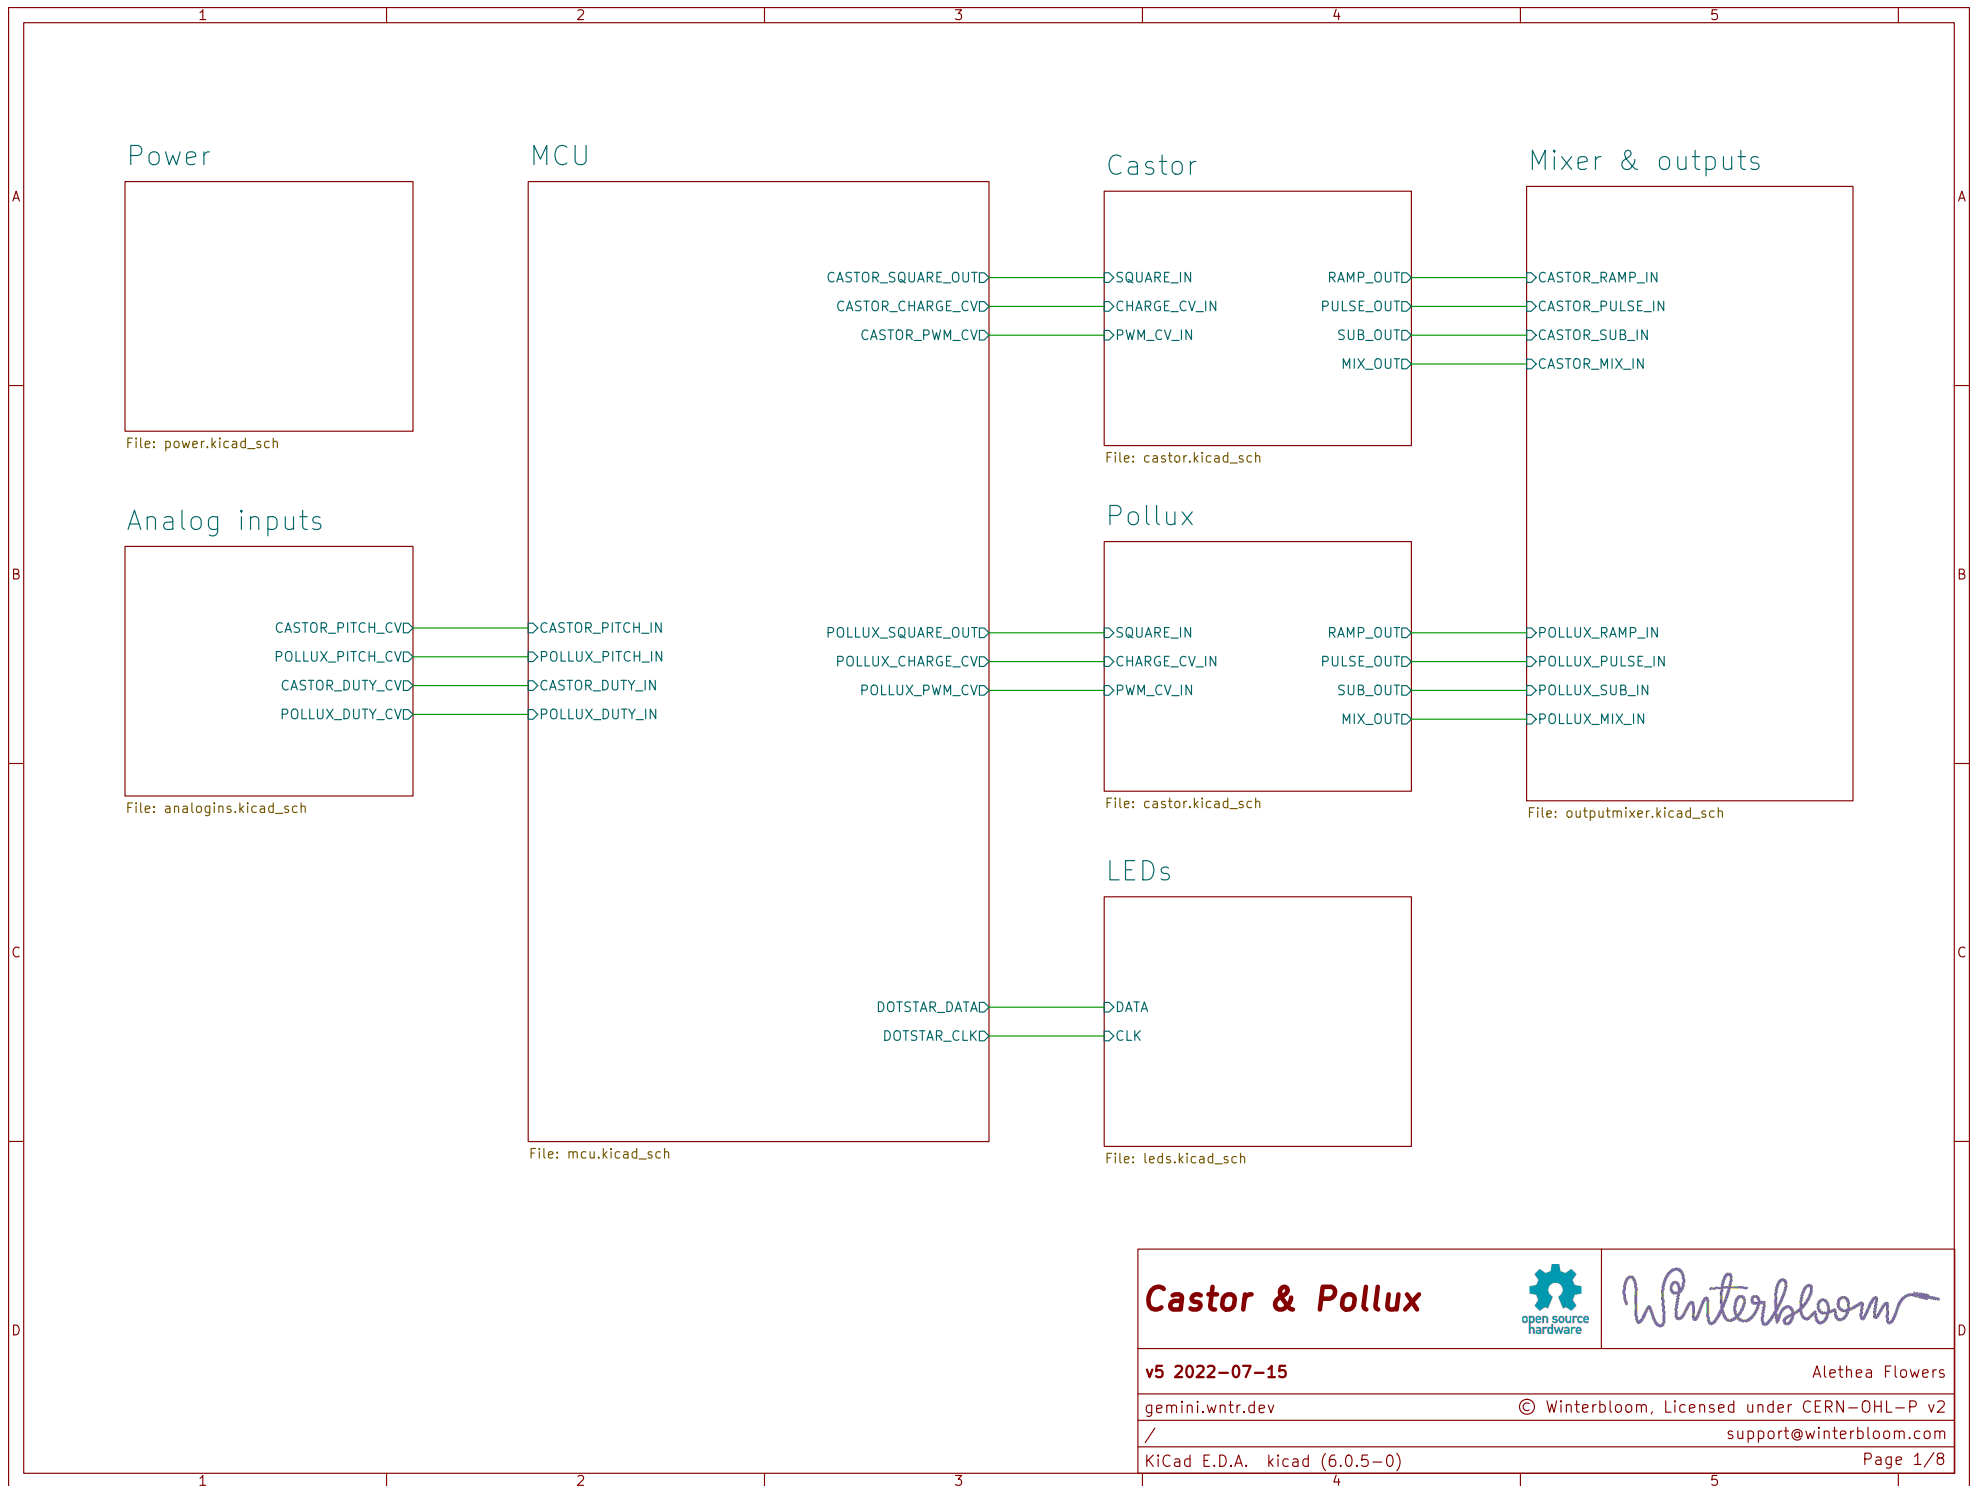 1 2 3 4 5
A
B
C
D
Power
File: power.kicad_sch
Analog inputs
CASTOR_PITCH_CV
POLLUX_PITCH_CV
CASTOR_DUTY_CV
POLLUX_DUTY_CV
File: analogins.kicad_sch
MCU
CASTOR_PITCH_IN
POLLUX_PITCH_IN
CASTOR_DUTY_IN
POLLUX_DUTY_IN
CASTOR_SQUARE_OUT
CASTOR_CHARGE_CV
CASTOR_PWM_CV
POLLUX_SQUARE_OUT
POLLUX_CHARGE_CV
POLLUX_PWM_CV
DOTSTAR_DATA
DOTSTAR_CLK
File: mcu.kicad_sch
Castor
SQUARE_IN
CHARGE_CV_IN
PWM_CV_IN
RAMP_OUT
PULSE_OUT
SUB_OUT
MIX_OUT
File: castor.kicad_sch
Pollux
SQUARE_IN
CHARGE_CV_IN
PWM_CV_IN
RAMP_OUT
PULSE_OUT
SUB_OUT
MIX_OUT
File: castor.kicad_sch
LEDs
DATA
CLK
File: leds.kicad_sch
Mixer & outputs
CASTOR_RAMP_IN
CASTOR_PULSE_IN
CASTOR_SUB_IN
CASTOR_MIX_IN
POLLUX_RAMP_IN
POLLUX_PULSE_IN
POLLUX_SUB_IN
POLLUX_MIX_IN
File: outputmixer.kicad_sch
A
B
C
D
Castor & Pollux
open source
hardware
Winterbloom
v5 2022-07-15
Alethea Flowers
gemini.wntr.dev
© Winterbloom, Licensed under CERN-OHL-P v2
/
support@winterbloom.com
KiCad E.D.A. kicad (6.0.5-0)
Page 1/8
1 2 3 4 5